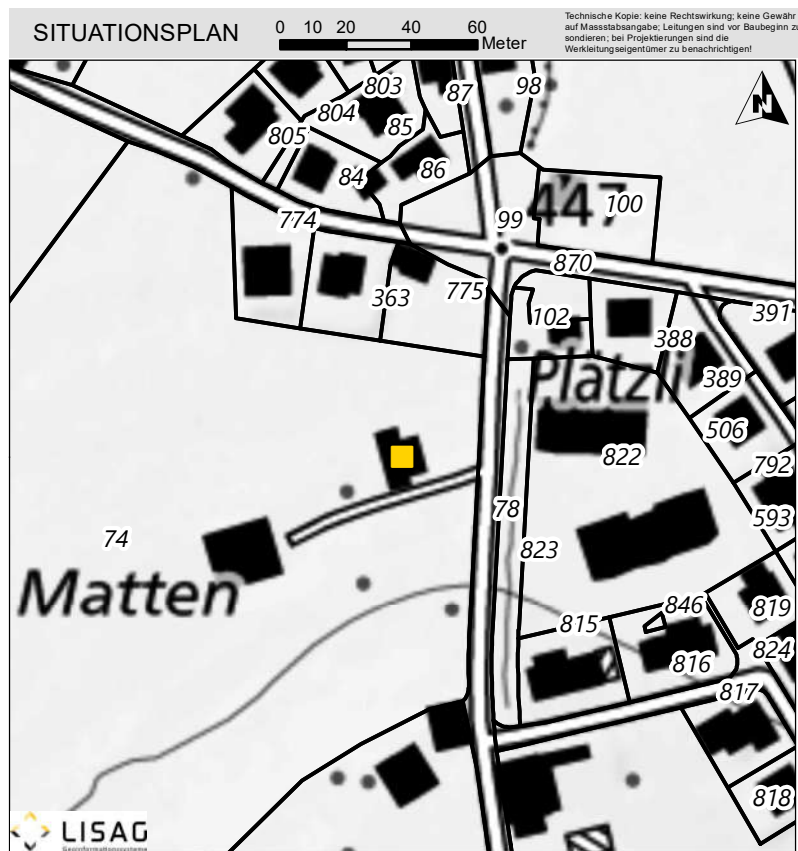 SITUATIONSPLAN
0 10 20 40 60
Meter
Technische Kopie: keine Rechtswirkung; keine Gewähr
auf Massstabsangabe; Leitungen sind vor Baubeginn zu
sondieren; bei Projektierungen sind die
Werkleitungseigentümer zu benachrichtigen!
N
803
87
98
804
85
805
86
84
447
100
774
99
870
775
363
102
391
388
Plätzli
389
506
822
792
78
593
74
823
Matten
846
819
815
824
816
817
818
LISAG
Geoinformationssysteme